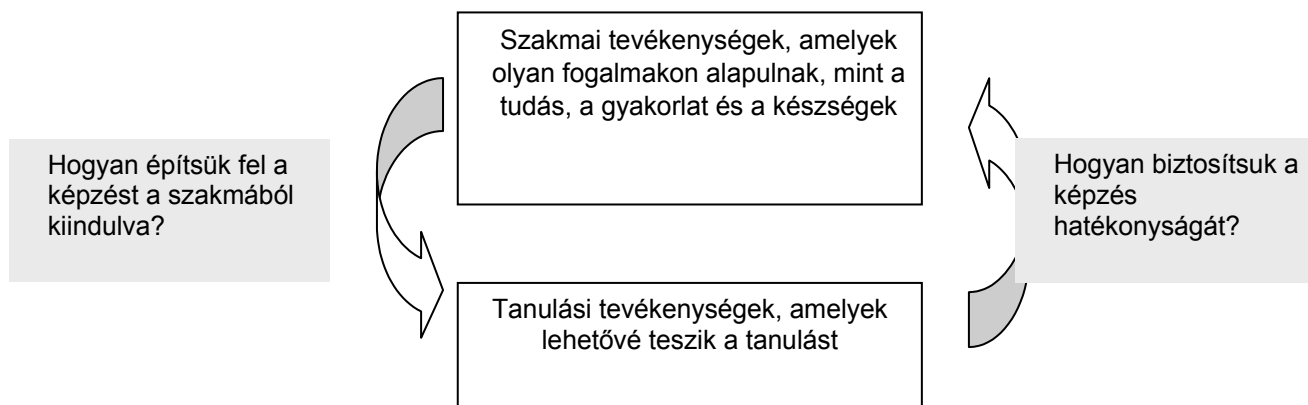 Szakmai tevékenységek, amelyek
olyan fogalmakon alapulnak, mint a
tudás, a gyakorlat és a készségek
Hogyan építsük fel a
képzést a szakmából
kiindulva?
Hogyan biztosítsuk a
képzés
hatékonyságát?
Tanulási tevékenységek, amelyek
lehetővé teszik a tanulást